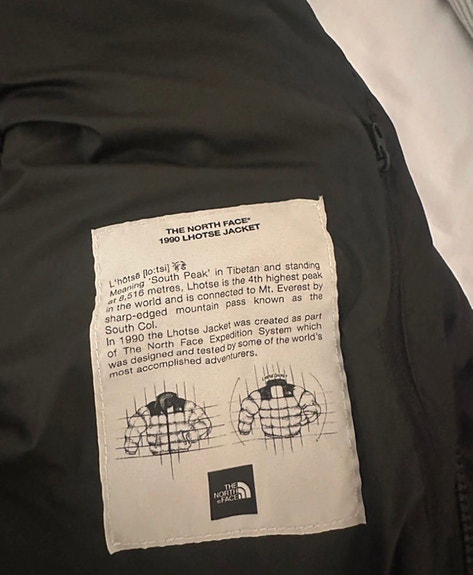 THE NORTH FACE®
1990 LHOTSE JACKET
L'hōtsė [lo:tsi]
Meaning 'South Peak' in Tibetan and standing
at 8,516 metres, Lhotse is the 4th highest peak
in the world and is connected to Mt. Everest by
sharp-edged mountain pass known as the
South Col.
In 1990 the Lhotse Jacket was created as part
of The North Face Expedition System which
was designed and tested by some of the world's
most accomplished adventurers.
THE
NORTH
FACE